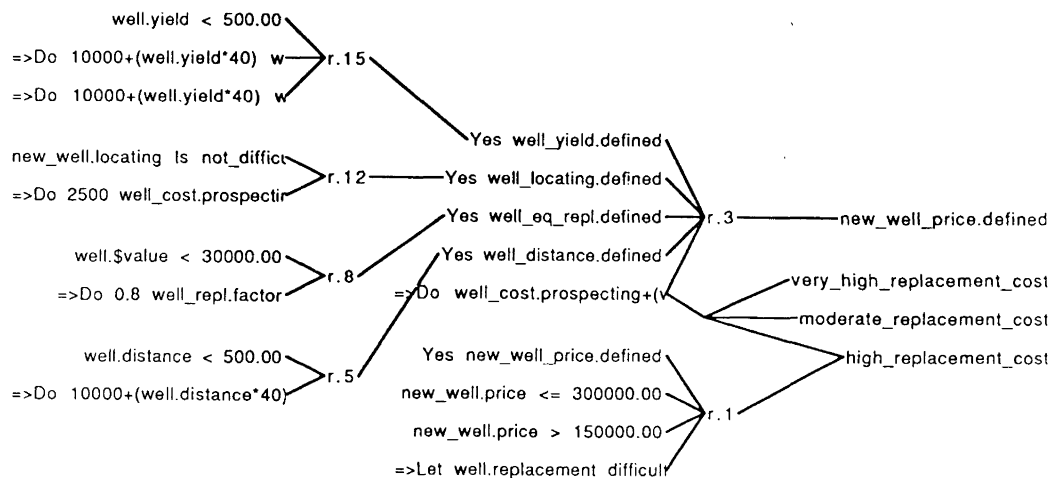 well.yield < 500.00
=>Do 10000+(well.yield*40) w
r.15
=>Do 10000+(well.yield*40) w
Yes well_yield.defined
new_well.locating Is not_difficu
r.12
=>Do 2500 well_cost.prospectin
Yes well_locating.defined
Yes well_eq_repl.defined
r.3
new_well_price.defined
well.$value < 30000.00
r.8
=>Do 0.8 well_repl.factor
Yes well_distance.defined
=>Do well_cost.prospecting+(w
very_high_replacement_cost
moderate_replacement_cost
high_replacement_cost
well.distance < 500.00
r.5
=>Do 10000+(well.distance*40)
Yes new_well_price.defined
new_well.price <= 300000.00
r.1
new_well.price > 150000.00
=>Let well.replacement difficult